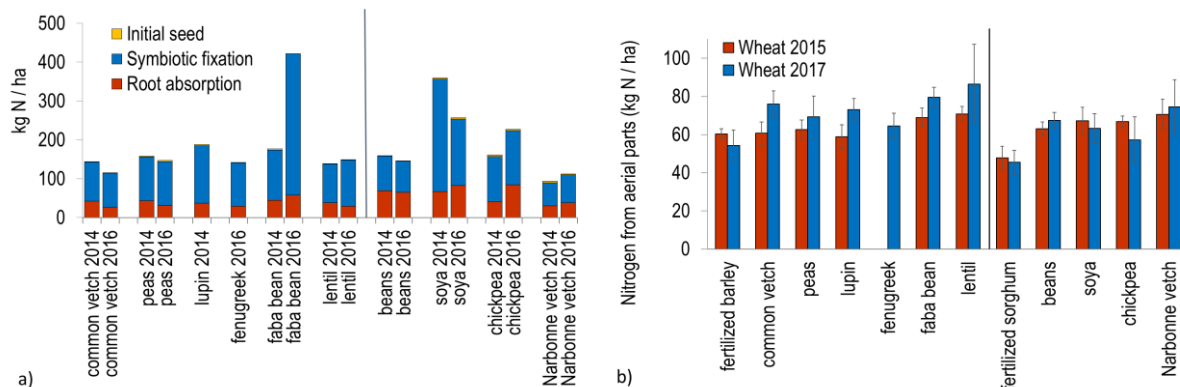 500
400
300
200
100
0
kg N / ha
Initial seed
Symbiotic fixation
Root absorption
common vetch 2014
common vetch 2016
peas 2014
peas 2016
lupin 2014
fenugreek 2016
faba bean 2014
faba bean 2016
lentil 2014
lentil 2016
beans 2014
beans 2016
soya 2014
soya 2016
chickpea 2014
chickpea 2016
Narbonne vetch 2014
Narbonne vetch 2016
a)
Nitrogen from aerial parts (kg N / ha)
100
80
60
40
20
0
Wheat 2015
Wheat 2017
fertilized barley
common vetch
peas
lupin
fenugreek
faba bean
lentil
fertilized sorghum
beans
soya
chickpea
Narbonne vetch
b)